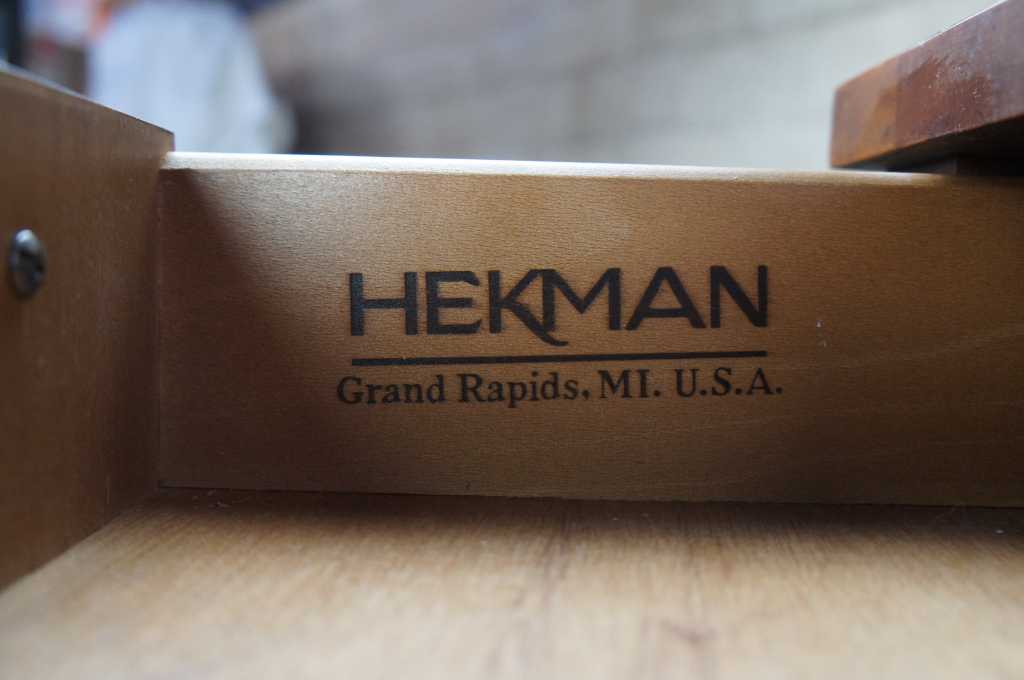 HEKMAN
Grand Rapids, MI. U.S.A.